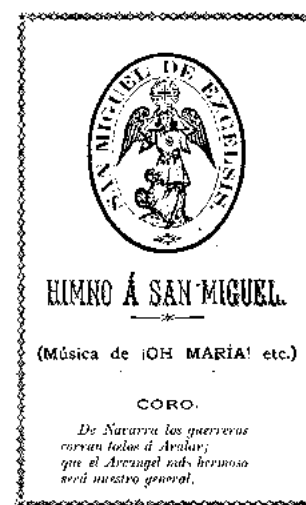 SAN MIGUEL DE EXCELSIS
HIMNO Á SAN MIGUEL.
(Música de ¡OH MARÍA! etc.)
CORO.
De Navarra los guerreros
corran todos á Aralar;
que el Arcangel más hermoso
será nuestro general.